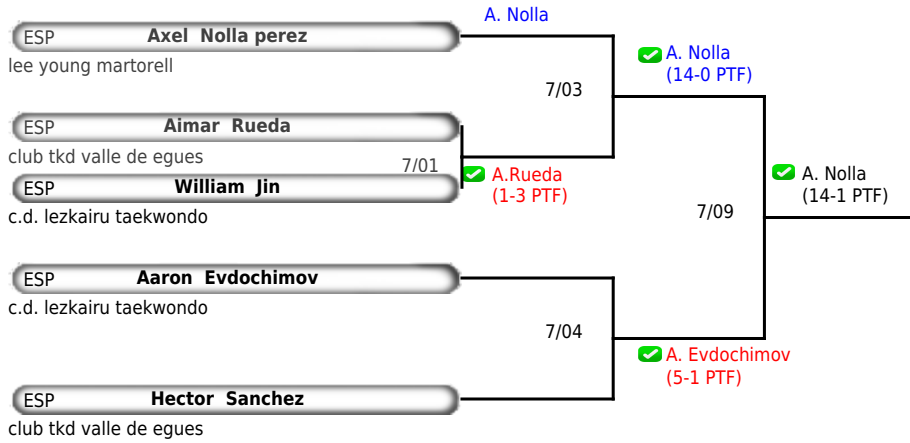 A. Nolla
ESP Axel Nolla perez
lee young martorell
A. Nolla
(14-0 PTF)
7/03
ESP Aimar Rueda
club tkd valle de egues
7/01
A.Rueda
(1-3 PTF)
ESP William Jin
c.d. lezkairu taekwondo
A. Nolla
(14-1 PTF)
7/09
ESP Aaron Evdochimov
c.d. lezkairu taekwondo
7/04
A. Evdochimov
(5-1 PTF)
ESP Hector Sanchez
club tkd valle de egues